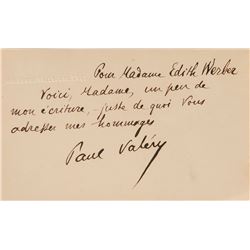 Pour Madame Edith Werbec
Voici, Madame, un peu de
mon écriture, - juste de quoi vous
adresser mes hommages
Paul Valéry